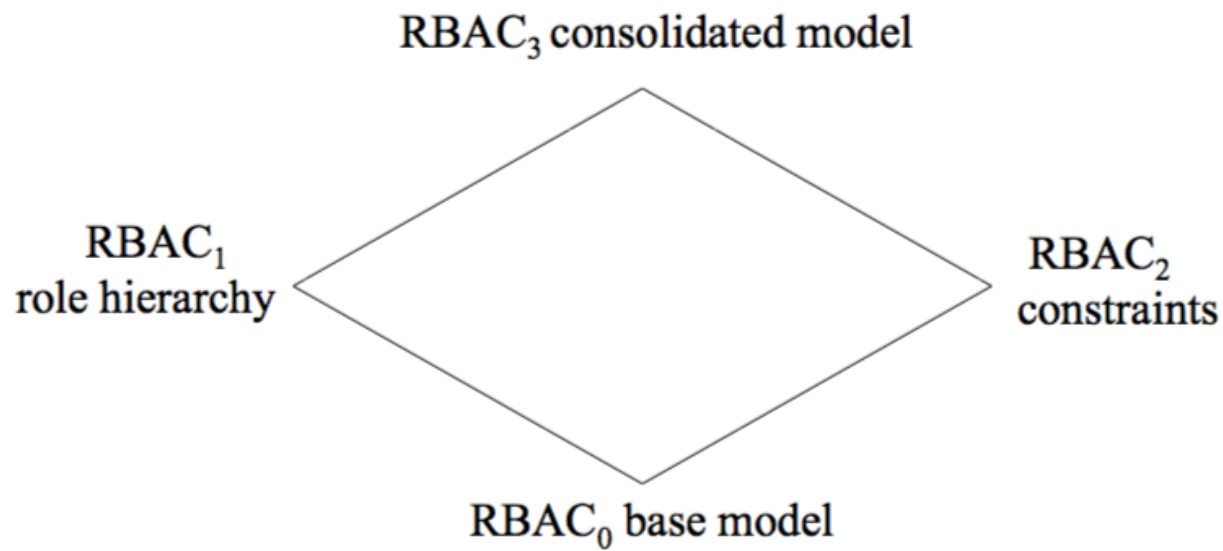 RBAC₃ consolidated model
RBAC₁
role hierarchy
RBAC₂
constraints
RBAC₀ base model